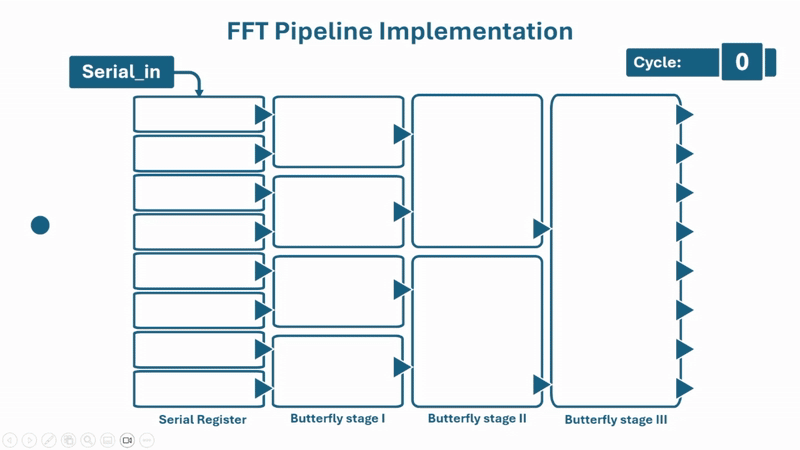 FFT Pipeline Implementation
Serial_in
Cycle: 0
Serial Register
Butterfly stage I
Butterfly stage II
Butterfly stage III